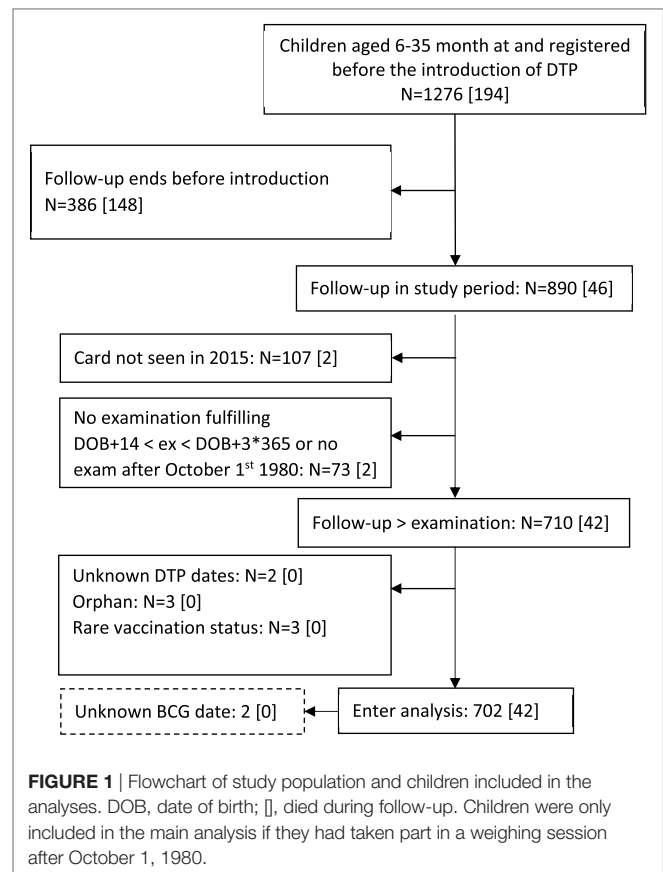 Children aged 6-35 month at and registered
before the introduction of DTP
N=1276 [194]
Follow-up ends before introduction
N=386 [148]
Follow-up in study period: N=890 [46]
Card not seen in 2015: N=107 [2]
No examination fulfilling
DOB+14 < ex < DOB+3*365 or no
exam after October 1st 1980: N=73 [2]
Follow-up > examination: N=710 [42]
Unknown DTP dates: N=2 [0]
Orphan: N=3 [0]
Rare vaccination status: N=3 [0]
Unknown BCG date: 2 [0]
Enter analysis: 702 [42]
FIGURE 1 | Flowchart of study population and children included in the
analyses. DOB, date of birth; [], died during follow-up. Children were only
included in the main analysis if they had taken part in a weighing session
after October 1, 1980.